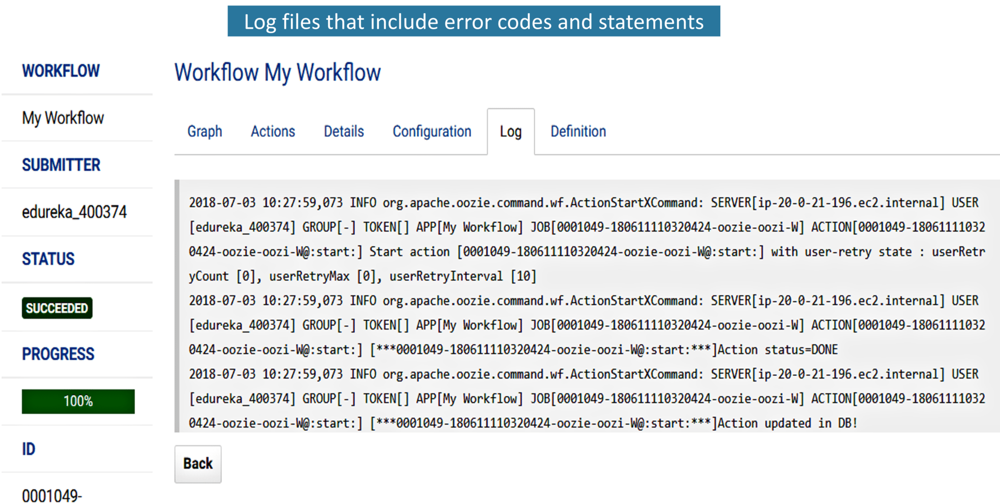 Log files that include error codes and statements
WORKFLOW
My Workflow
SUBMITTER
edureka_400374
STATUS
SUCCEEDED
PROGRESS
100%
ID
0001049-
Workflow My Workflow
Graph Actions Details Configuration Log Definition
2018-07-03 10:27:59,073 INFO org.apache.oozie.command.wf.ActionStartXCommand: SERVER[ip-20-0-21-196.ec2.internal] USER
[edureka_400374] GROUP[-] TOKEN[] APP[My Workflow] JOB[0001049-180611110320424-oozie-oozi-W] ACTION[0001049-18061111032
0424-oozie-oozi-W@:start:] Start action [0001049-180611110320424-oozie-oozi-W@:start:] with user-retry state : userRetr
yCount [0], userRetryMax [0], userRetryInterval [10]
2018-07-03 10:27:59,073 INFO org.apache.oozie.command.wf.ActionStartXCommand: SERVER[ip-20-0-21-196.ec2.internal] USER
[edureka_400374] GROUP[-] TOKEN[] APP[My Workflow] JOB[0001049-180611110320424-oozie-oozi-W] ACTION[0001049-18061111032
0424-oozie-oozi-W@:start:] [***0001049-180611110320424-oozie-oozi-W@:start:***]Action status=DONE
2018-07-03 10:27:59,073 INFO org.apache.oozie.command.wf.ActionStartXCommand: SERVER[ip-20-0-21-196.ec2.internal] USER
[edureka_400374] GROUP[-] TOKEN[] APP[My Workflow] JOB[0001049-180611110320424-oozie-oozi-W] ACTION[0001049-18061111032
0424-oozie-oozi-W@:start:] [***0001049-180611110320424-oozie-oozi-W@:start:***]Action updated in DB!
Back